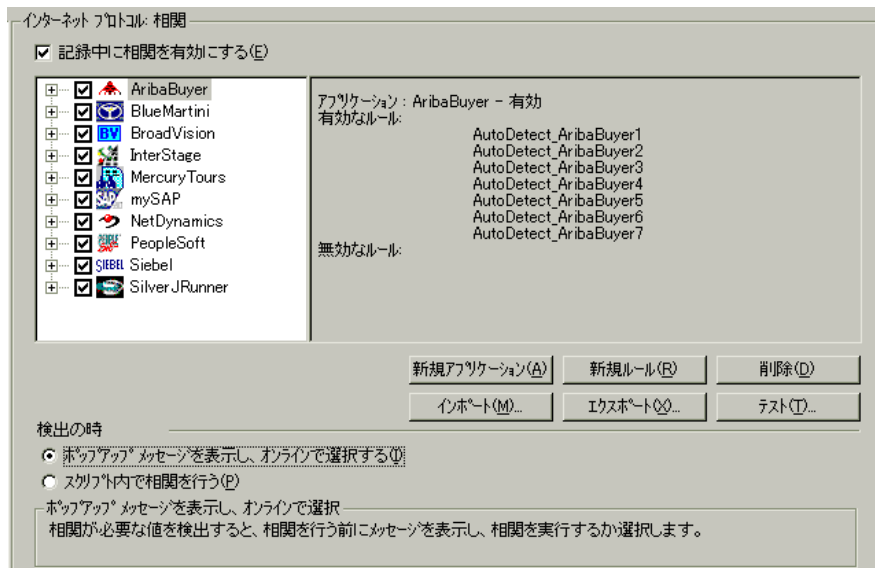 インターネット プロトコル: 相関
記録中に相関を有効にする(E)
AribaBuyer
BlueMartini
BroadVision
InterStage
MercuryTours
mySAP
NetDynamics
PeopleSoft
Siebel
SilverJRunner
アプリケーション : AribaBuyer - 有効
有効なルール:
AutoDetect_AribaBuyer1
AutoDetect_AribaBuyer2
AutoDetect_AribaBuyer3
AutoDetect_AribaBuyer4
AutoDetect_AribaBuyer5
AutoDetect_AribaBuyer6
AutoDetect_AribaBuyer7
無効なルール:
新規アプリケーション(A)
新規ルール(R)
削除(D)
インポート(M)...
エクスポート(X)...
テスト(T)...
検出の時
ポップアップ メッセージを表示し、オンラインで選択する(I)
スクリプト内で相関を行う(P)
ポップアップ メッセージを表示し、オンラインで選択
相関が必要な値を検出すると、相関を行う前にメッセージを表示し、相関を実行するか選択します。